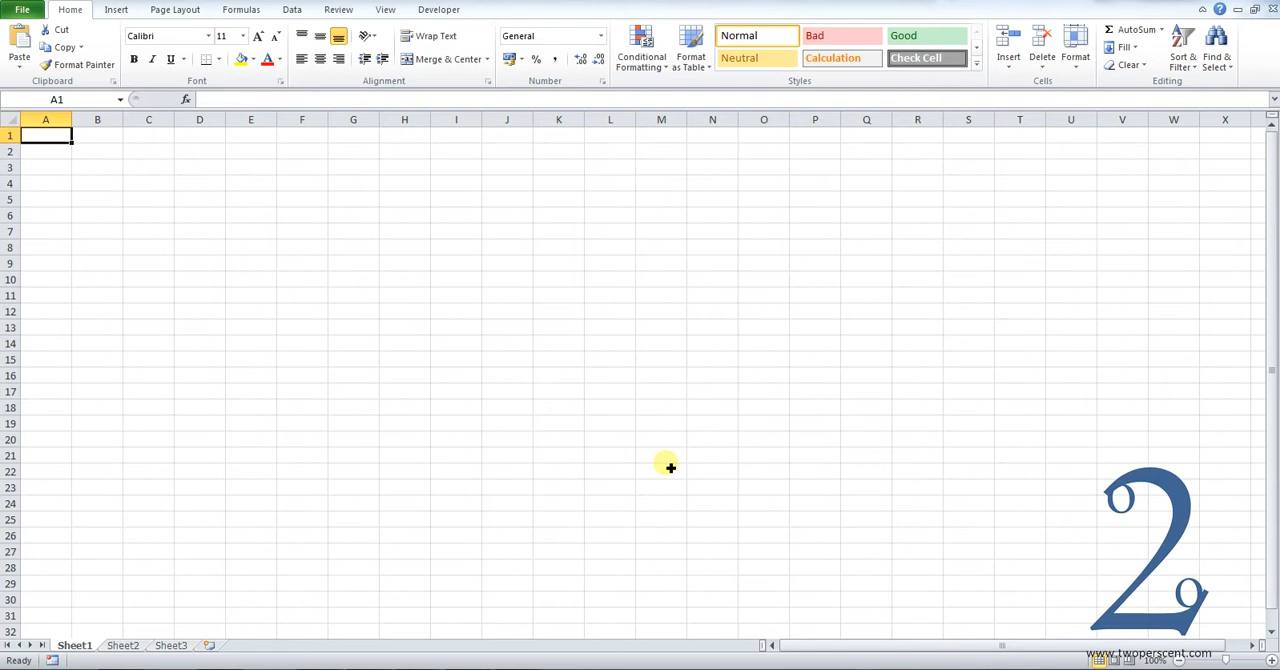 File Home Insert Page Layout Formulas Data Review View Developer
Cut
Copy
Format Painter
Paste
Clipboard
Calibri 11
B I U
Font
Wrap Text
Merge & Center
Alignment
General
Number
Conditional Formatting
Format as Table
Normal Bad Good
Neutral Calculation Check Cell
Styles
Insert Delete Format
Cells
AutoSum
Fill
Clear
Sort & Filter
Find & Select
Editing
A1 fx
A B C D E F G H I J K L M N O P Q R S T U V W X
1
2
3
4
5
6
7
8
9
10
11
12
13
14
15
16
17
18
19
20
21
22
23
24
25
26
27
28
29
30
31
32
2
Sheet1 Sheet2 Sheet3
www.twoperscent.com
Ready 100%